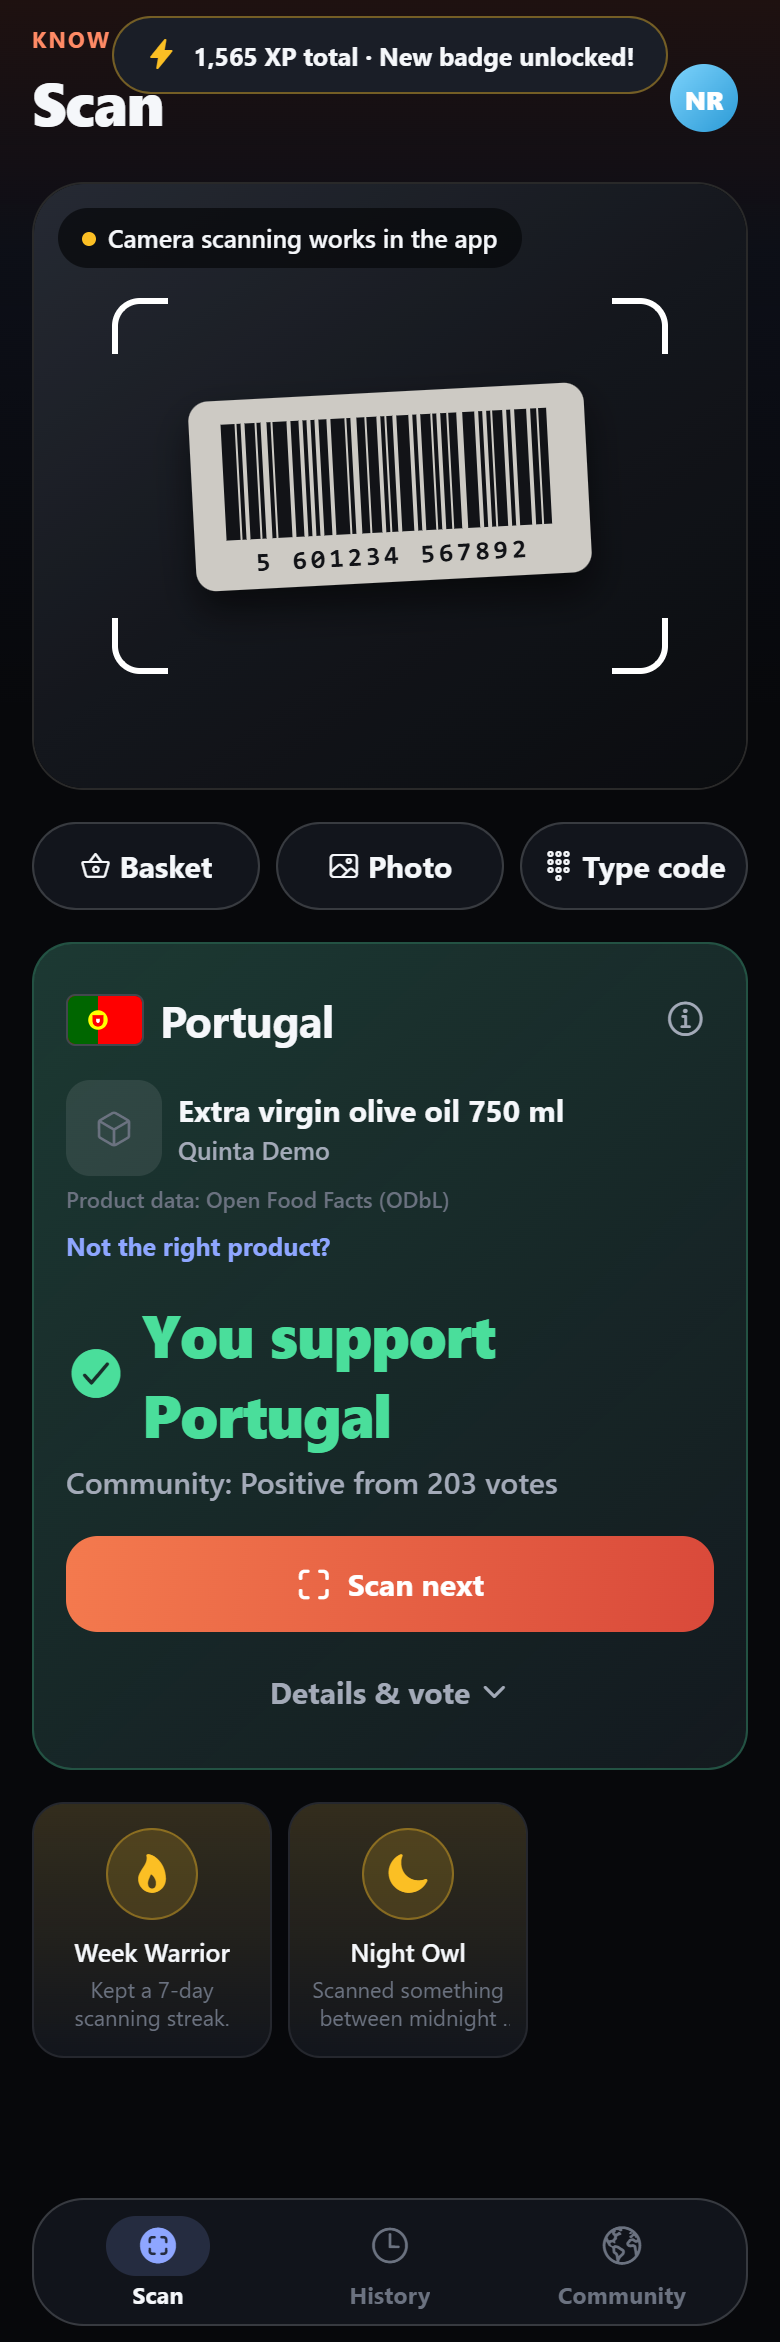 KNOW
1,565 XP total · New badge unlocked!
Scan
NR
Camera scanning works in the app
5 601234 567892
Basket
Photo
Type code
Portugal
Extra virgin olive oil 750 ml
Quinta Demo
Product data: Open Food Facts (ODbL)
Not the right product?
You support
Portugal
Community: Positive from 203 votes
Scan next
Details & vote
Week Warrior
Kept a 7-day
scanning streak.
Night Owl
Scanned something
between midnight ..
Scan
History
Community